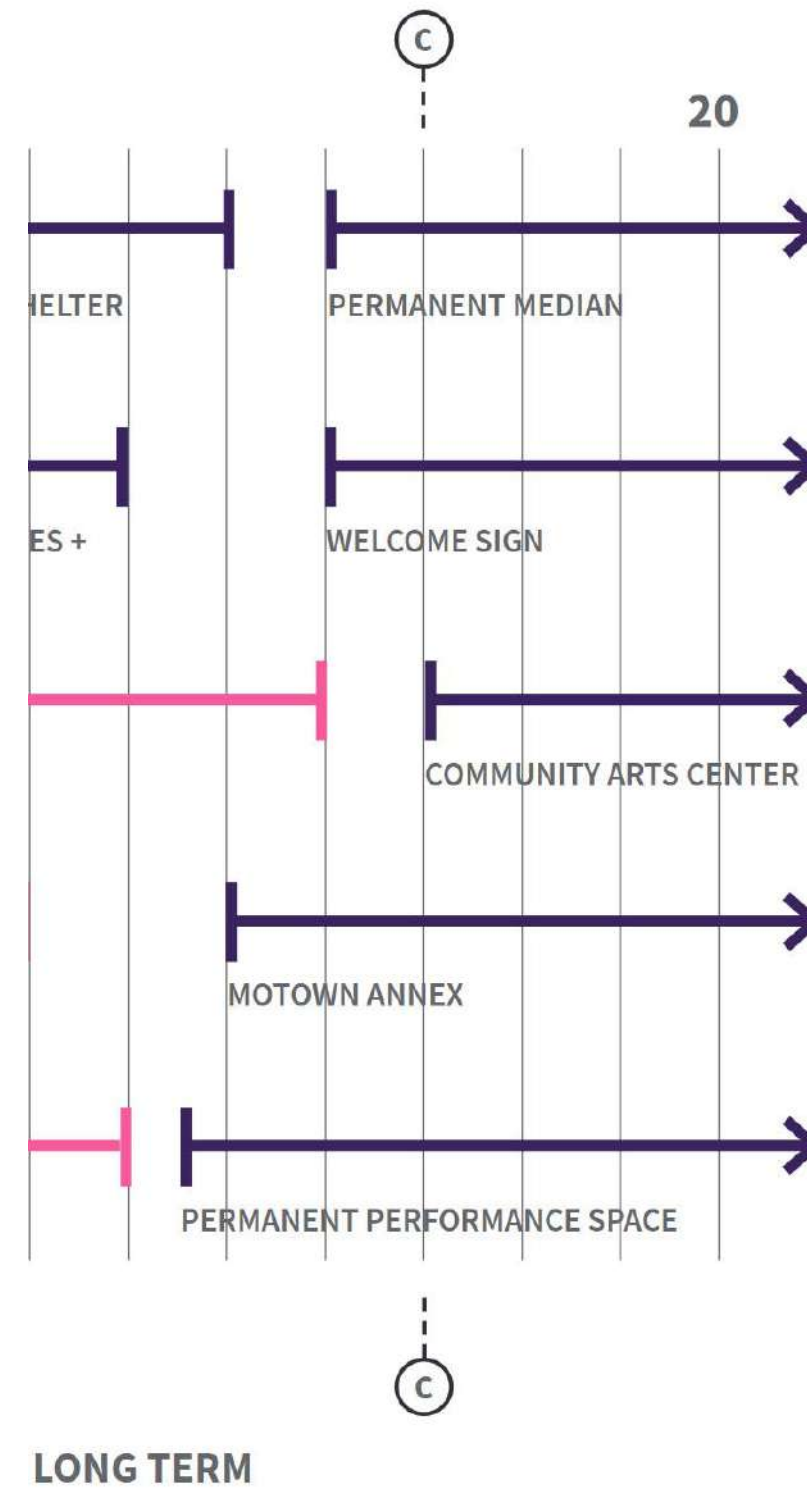 C
20
HELTER
PERMANENT MEDIAN
ES +
WELCOME SIGN
COMMUNITY ARTS CENTER
MOTOWN ANNEX
PERMANENT PERFORMANCE SPACE
C
LONG TERM